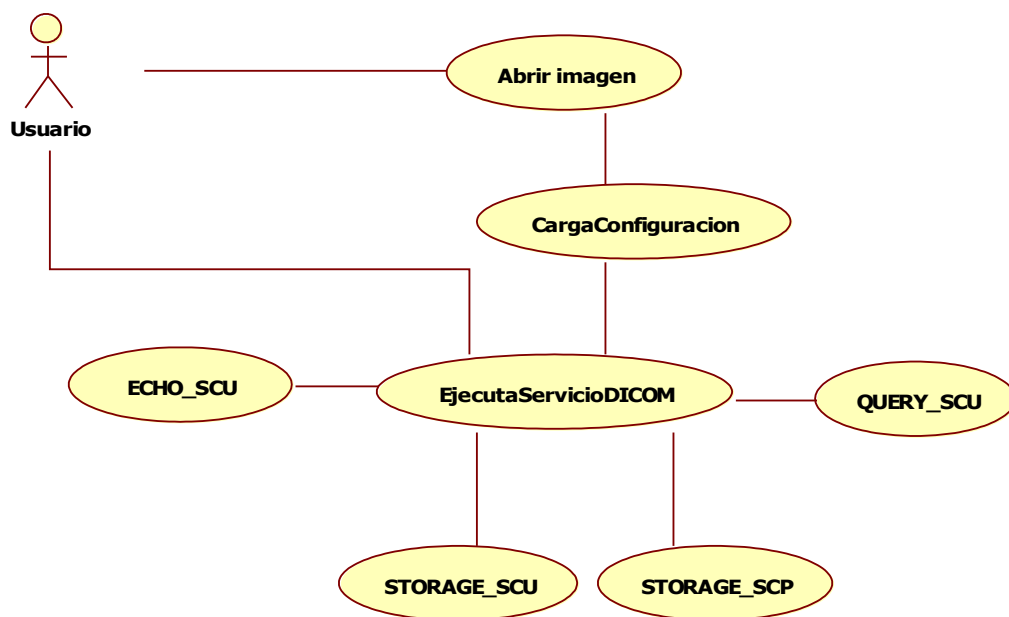 Abrir imagen
Usuario
CargaConfiguracion
ECHO_SCU
EjecutaServicioDICOM
QUERY_SCU
STORAGE_SCU
STORAGE_SCP